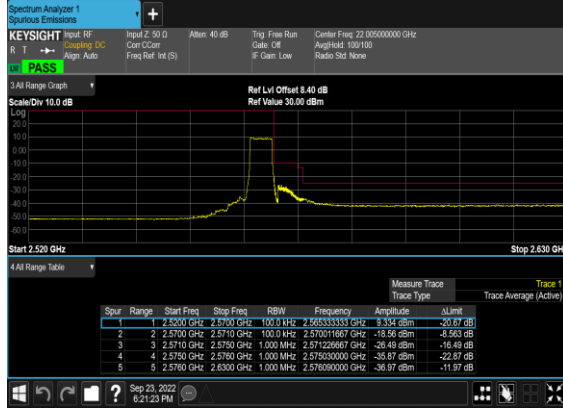 Spectrum Analyzer 1
Spurious Emissions
+
KEYSIGHT Input: RF Input Z: 50 Ω Atten: 40 dB Trig: Free Run Center Freq: 22.005000000 GHz
R T Coupling: DC Corr CCorr Gate: Off Avg|Hold: 100/100
Align: Auto Freq Ref: Int (S) IF Gain: Low Radio Std: None
PASS
3 All Range Graph
Ref Lvl Offset 8.40 dB
Scale/Div 10.0 dB Ref Value 30.00 dBm
Log
20.0
10.0
0.00
-10.0
-20.0
-30.0
-40.0
-50.0
-60.0
Start 2.520 GHz Stop 2.630 GH
4 All Range Table
Measure Trace Trace 1
Trace Type Trace Average (Active)
Spur Range Start Freq Stop Freq RBW Frequency Amplitude ΔLimit
1 1 2.5200 GHz 2.5700 GHz 100.0 kHz 2.565333333 GHz 9.334 dBm -20.67 dB
2 2 2.5700 GHz 2.5710 GHz 100.0 kHz 2.570011667 GHz -18.56 dBm -8.563 dB
3 3 2.5710 GHz 2.5750 GHz 1.000 MHz 2.571226667 GHz -26.49 dBm -16.49 dB
4 4 2.5750 GHz 2.5760 GHz 1.000 MHz 2.575030000 GHz -35.87 dBm -22.87 dB
5 5 2.5760 GHz 2.6300 GHz 1.000 MHz 2.576090000 GHz -36.97 dBm -11.97 dB
?
Sep 23, 2022
6:21:23 PM